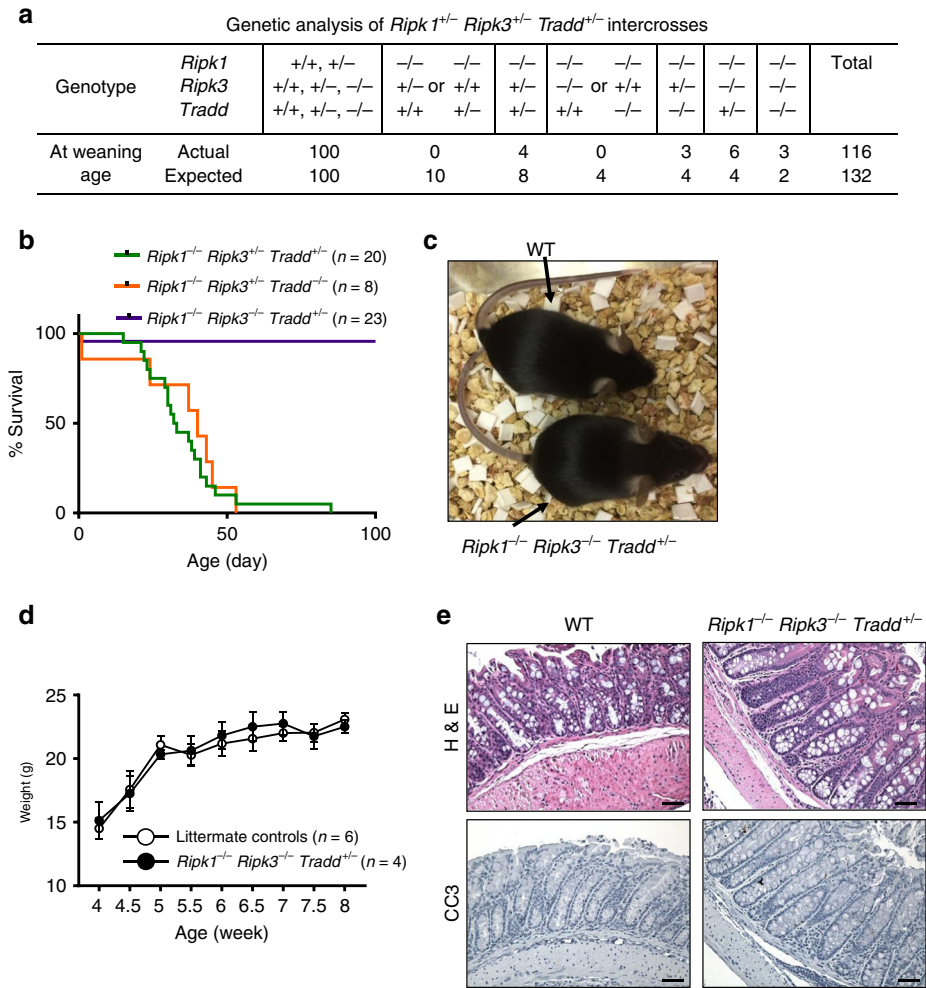 a
Genetic analysis of Ripk1+/– Ripk3+/– Tradd+/– intercrosses
Genotype
Ripk1 +/+, +/– –/– –/– –/– –/– –/– –/– –/– –/– Total
Ripk3 +/+, +/–, –/– +/– or +/+ +/– –/– or +/+ +/– –/– –/–
Tradd +/+, +/–, –/– +/+ +/– +/– +/+ –/– –/– +/– –/–
At weaning age
Actual 100 0 4 0 3 6 3 116
Expected 100 10 8 4 4 4 2 132
b
Ripk1–/– Ripk3+/– Tradd+/– (n = 20)
Ripk1–/– Ripk3+/– Tradd–/– (n = 8)
Ripk1–/– Ripk3–/– Tradd+/– (n = 23)
% Survival
100
50
0
0 50 100
Age (day)
c
WT
Ripk1–/– Ripk3–/– Tradd+/–
d
Weight (g)
25
20
15
10
Littermate controls (n = 6)
Ripk1–/– Ripk3–/– Tradd+/– (n = 4)
4 4.5 5 5.5 6 6.5 7 7.5 8
Age (week)
e
WT
Ripk1–/– Ripk3–/– Tradd+/–
H & E
CC3